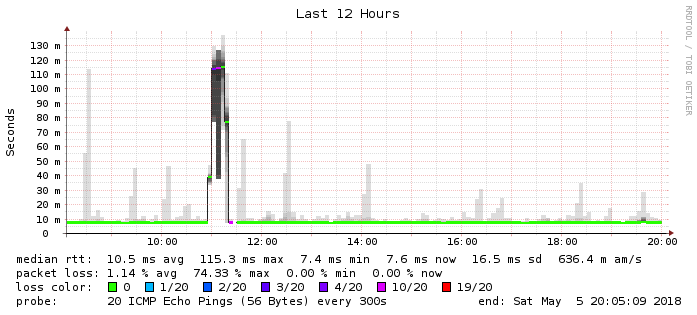 Last 12 Hours
RRDTOOL / TOBI OETIKER
Seconds
130 m
120 m
110 m
100 m
90 m
80 m
70 m
60 m
50 m
40 m
30 m
20 m
10 m
0
10:00 12:00 14:00 16:00 18:00 20:00
median rtt: 10.5 ms avg 115.3 ms max 7.4 ms min 7.6 ms now 16.5 ms sd 636.4 m am/s
packet loss: 1.14 % avg 74.33 % max 0.00 % min 0.00 % now
loss color: 0 1/20 2/20 3/20 4/20 10/20 19/20
probe: 20 ICMP Echo Pings (56 Bytes) every 300s end: Sat May 5 20:05:09 2018